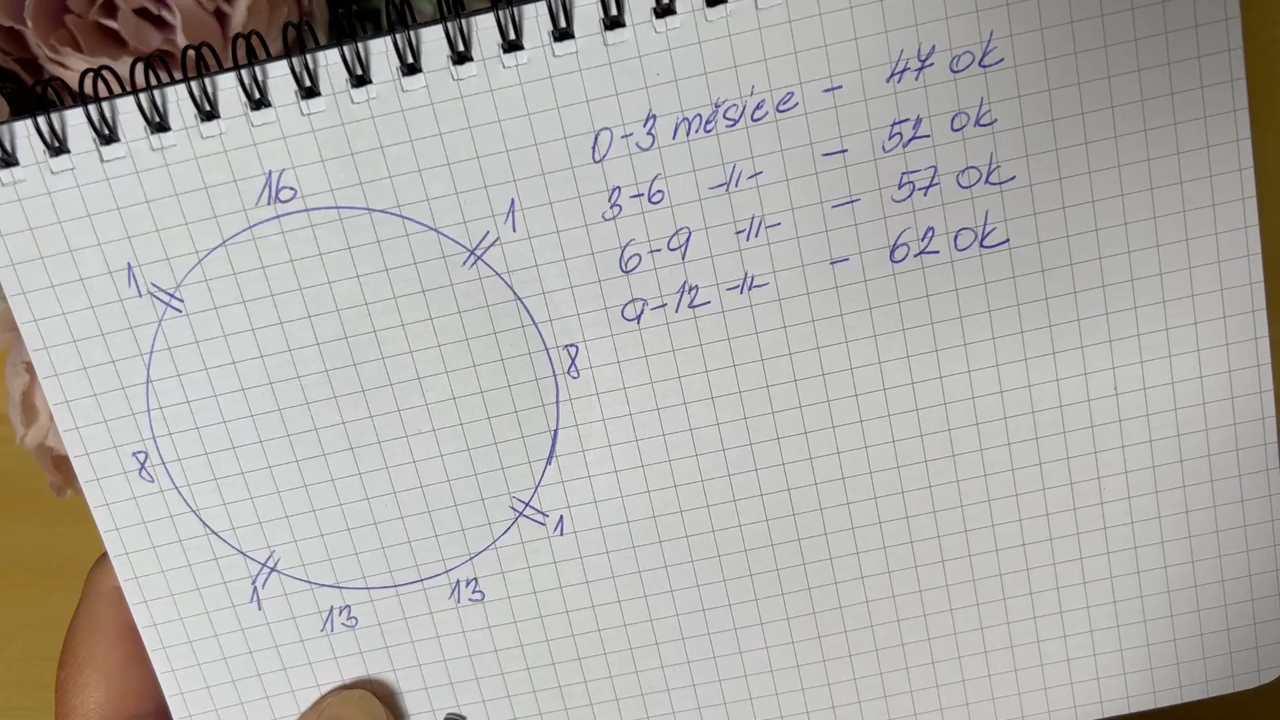 0-3 měsíce - 47 ok
3-6 -||- - 52 ok
6-9 -||- - 57 ok
9-12 -||- - 62 ok
16
1
1
8
8
1
1
13
13